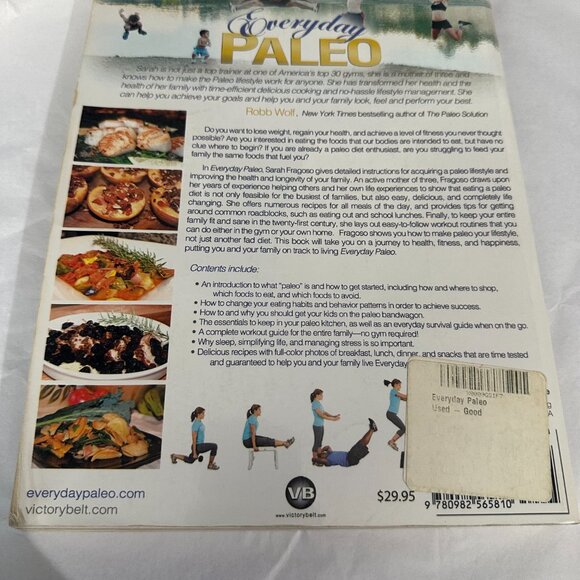 Everyday
PALEO
Sarah is not just a top trainer at one of America's top 30 gyms, she is a mother of three and
knows how to make the Paleo lifestyle work for anyone. She has transformed her health and the
health of her family with time-efficient delicious cooking and no-hassle lifestyle management. She
can help you achieve your goals and help you and your family look, feel and perform your best.
Robb Wolf, New York Times bestselling author of The Paleo Solution
Do you want to lose weight, regain your health, and achieve a level of fitness you never thought
possible? Are you interested in eating the foods that our bodies are intended to eat, but have no
clue where to begin? If you are already a paleo diet enthusiast, are you struggling to feed your
family the same foods that fuel you?
In Everyday Paleo, Sarah Fragoso gives detailed instructions for acquiring a paleo lifestyle and
improving the health and longevity of your family. An active mother of three, Fragoso draws upon
her years of experience helping others and her own life experiences to show that eating a paleo
diet is not only feasible for the busiest of families, but also easy, delicious, and completely life
changing. She offers numerous recipes for all meals of the day, and provides tips for getting
around common roadblocks, such as eating out and school lunches. Finally, to keep your entire
family fit and sane in the twenty-first century, she lays out easy-to-follow workout routines that you
can do either in the gym or your own home. Fragoso shows you how to make paleo your lifestyle,
not just another fad diet. This book will take you on a journey to health, fitness, and happiness,
putting you and your family on track to living Everyday Paleo.
Contents include:
• An introduction to what "paleo" is and how to get started, including how and where to shop,
which foods to eat, and which foods to avoid.
• How to change your eating habits and behavior patterns in order to achieve success.
• How to and why you should get your kids on the paleo bandwagon.
• The essentials to keep in your paleo kitchen, as well as an everyday survival guide when on the go.
• A complete workout guide for the entire family—no gym required!
• Why sleep, simplifying life, and managing stress is so important.
• Delicious recipes with full-color photos of breakfast, lunch, dinner, and snacks that are time tested
and guaranteed to help you and your family live Everyday
Everyday Paleo
Used - Good
everydaypaleo.com
victorybelt.com
VB
www.victorybelt.com
$29.95
9 780982 565810